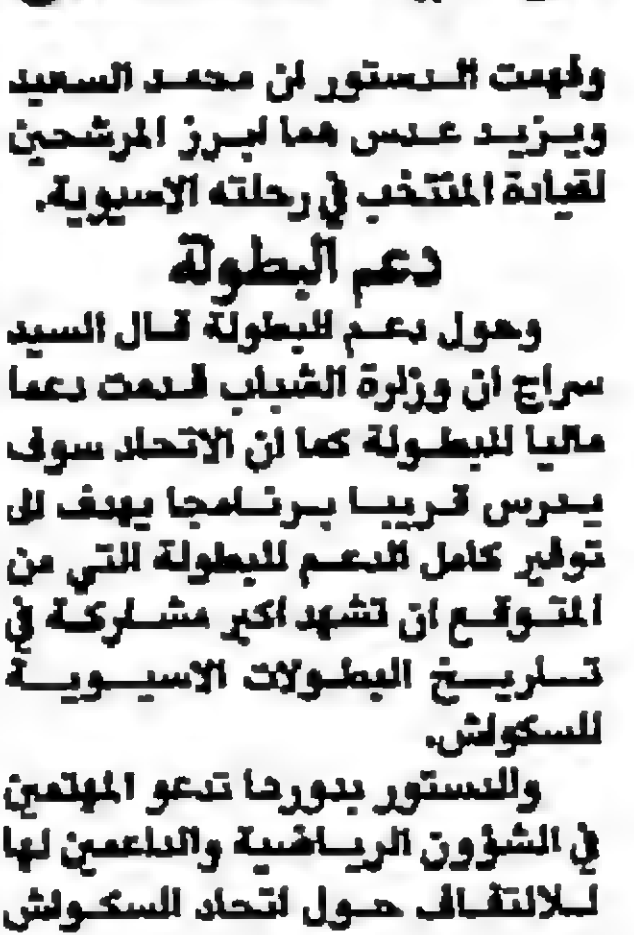 وفهمت الدستور ان محمد السعيد
ويزيد عبس هما ابرز المرشحين
لقيادة المنتخب في رحلته الاسيوية.
دعم البطولة
وحول دعم للبطولة قال السيد
سراج ان وزارة الشباب قدمت دعما
ماليا للبطولة كما ان الاتحاد سوف
يدرس قريبا برنامجا يهدف الى
توفير كامل الدعم للبطولة التي من
المتوقع ان تشهد اكبر مشاركة في
تاريخ البطولات الاسيوية
للسكواش.
والدستور بدورها تدعو المهتمين
في الشؤون الرياضية والداعمين لها
للالتفاف حول اتحاد السكواش